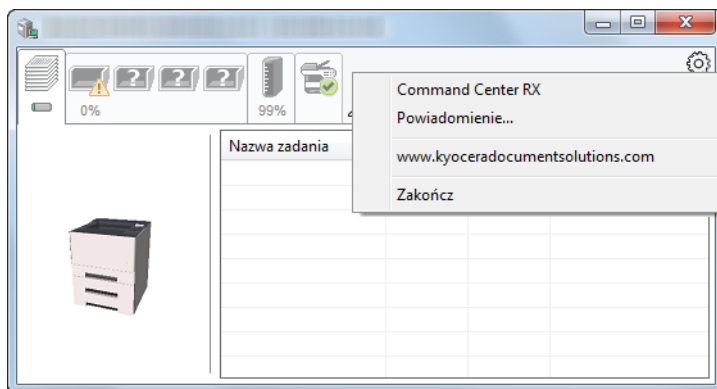 0%
99%
Nazwa zadania
Command Center RX
Powiadomienie...
www.kyoceradocumentsolutions.com
Zakończ